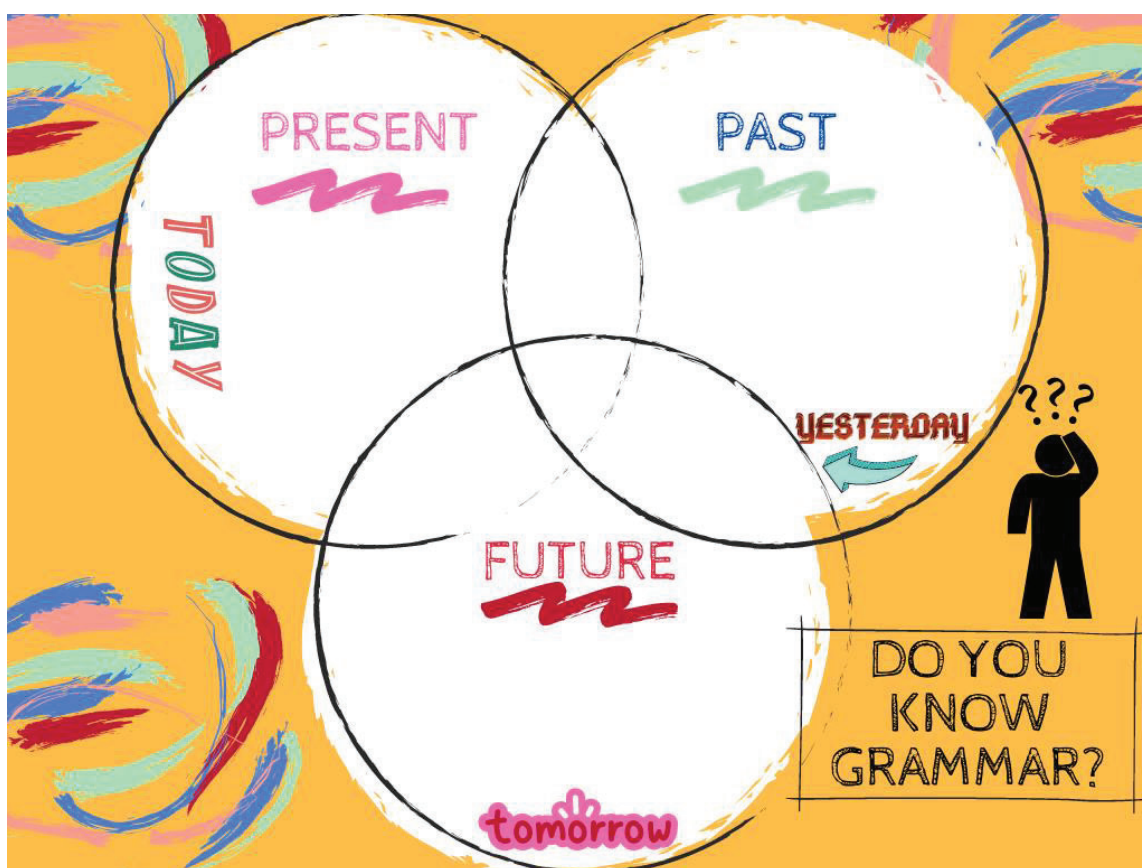 PRESENT
PAST
TODAY
YESTERDAY
???
FUTURE
DO YOU
KNOW
GRAMMAR?
tomorrow